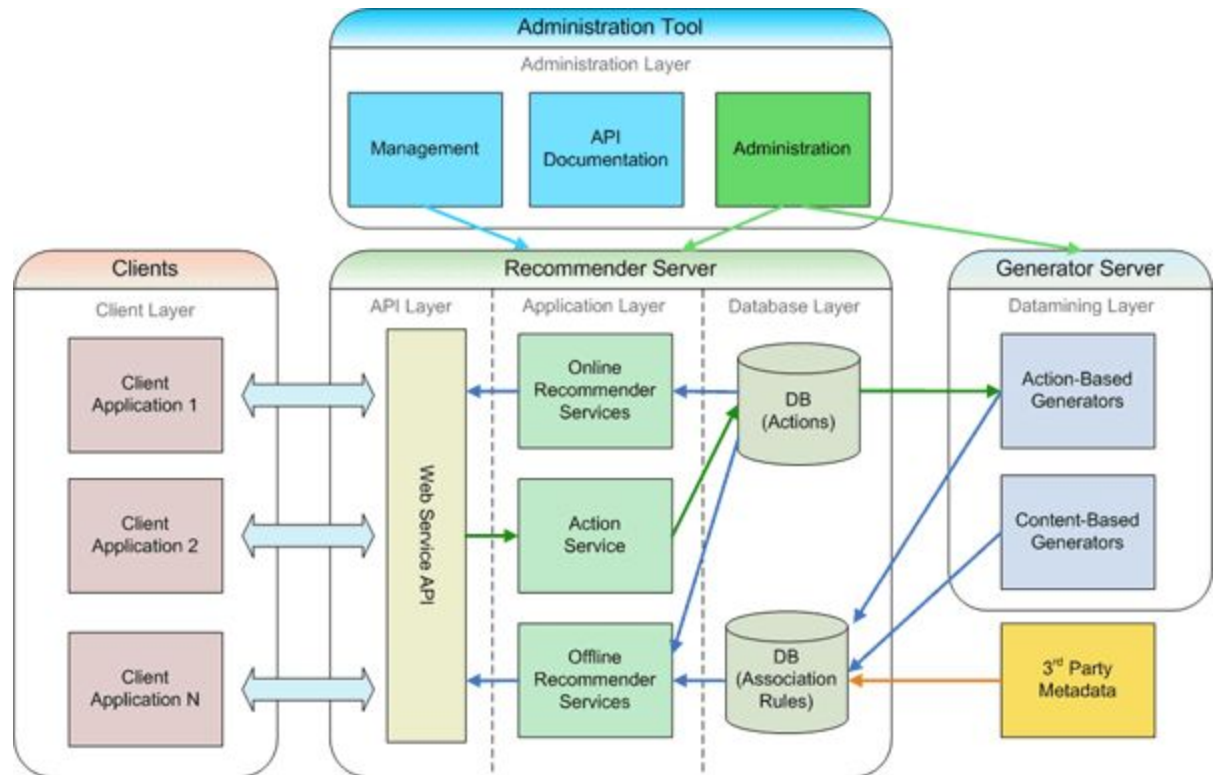 Administration Tool
Administration Layer
Management
API
Documentation
Administration
Clients
Client Layer
Client
Application 1
Client
Application 2
Client
Application N
Recommender Server
API Layer
Application Layer
Database Layer
Web Service API
Online
Recommender
Services
Action
Service
Offline
Recommender
Services
DB
(Actions)
DB
(Association
Rules)
Generator Server
Datamining Layer
Action-Based
Generators
Content-Based
Generators
3rd Party
Metadata